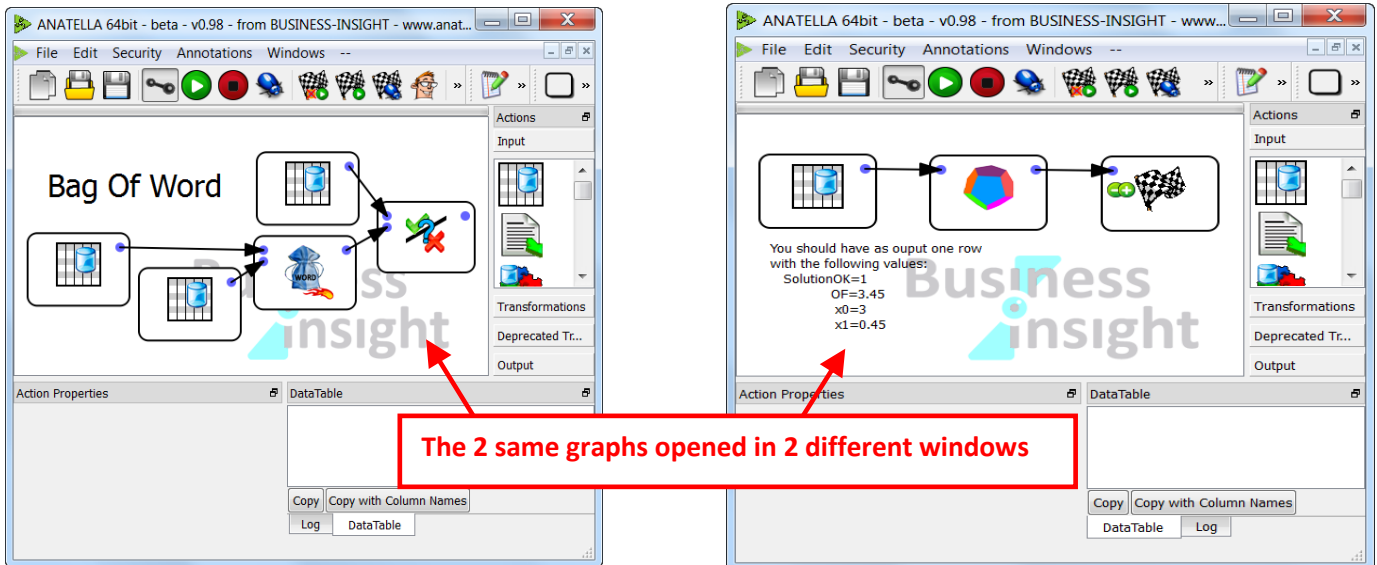 ANATELLA 64bit - beta - v0.98 - from BUSINESS-INSIGHT - www.anat...
File Edit Security Annotations Windows --
» » »
Actions
Input
Bag Of Word
WORD
Business
insight
Transformations
Deprecated Tr...
Output
Action Properties
DataTable
Copy Copy with Column Names
Log DataTable
ANATELLA 64bit - beta - v0.98 - from BUSINESS-INSIGHT - www...
File Edit Security Annotations Windows --
» » »
Actions
Input
You should have as ouput one row
with the following values:
SolutionOK=1
OF=3.45
x0=3
x1=0.45
Business
insight
Transformations
Deprecated Tr...
Output
Action Properties
DataTable
Copy Copy with Column Names
DataTable Log
The 2 same graphs opened in 2 different windows